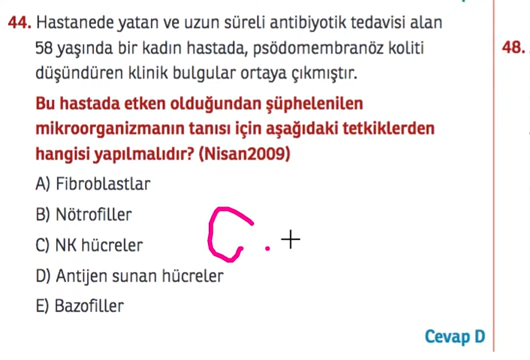 44. Hastanede yatan ve uzun süreli antibiyotik tedavisi alan
58 yaşında bir kadın hastada, psödomembranöz koliti
düşündüren klinik bulgular ortaya çıkmıştır.
Bu hastada etken olduğundan şüphelenilen
mikroorganizmanın tanısı için aşağıdaki tetkiklerden
hangisi yapılmalıdır? (Nisan2009)
A) Fibroblastlar
B) Nötrofiller
C) NK hücreler
D) Antijen sunan hücreler
E) Bazofiller
C.
Cevap D
48.